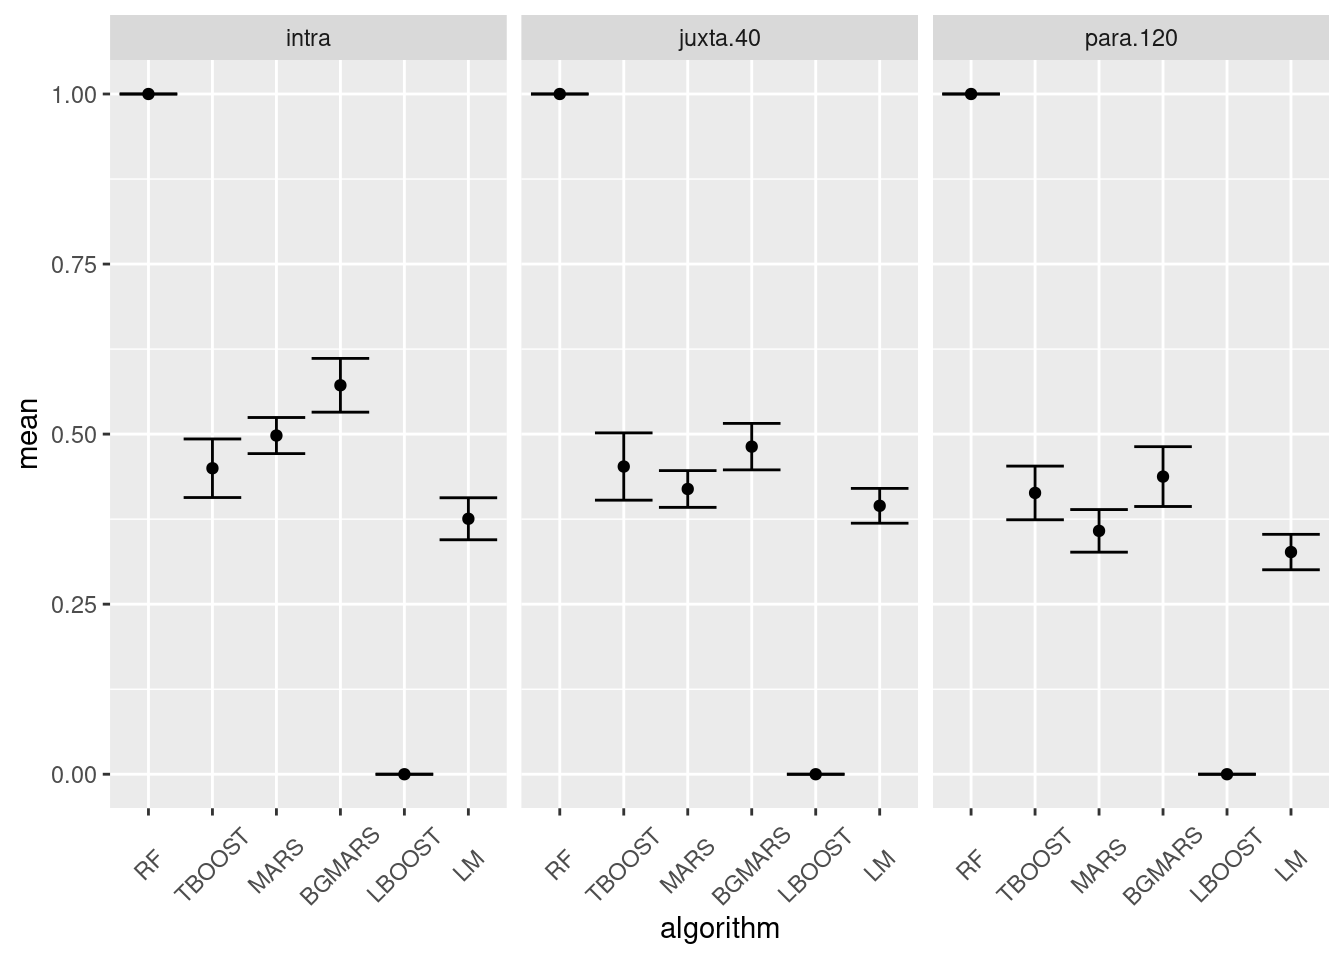 intra juxta.40 para.120
1.00
0.75
0.50
0.25
0.00
mean
RF TBOOST MARS BGMARS LBOOST LM RF TBOOST MARS BGMARS LBOOST LM RF TBOOST MARS BGMARS LBOOST LM
algorithm